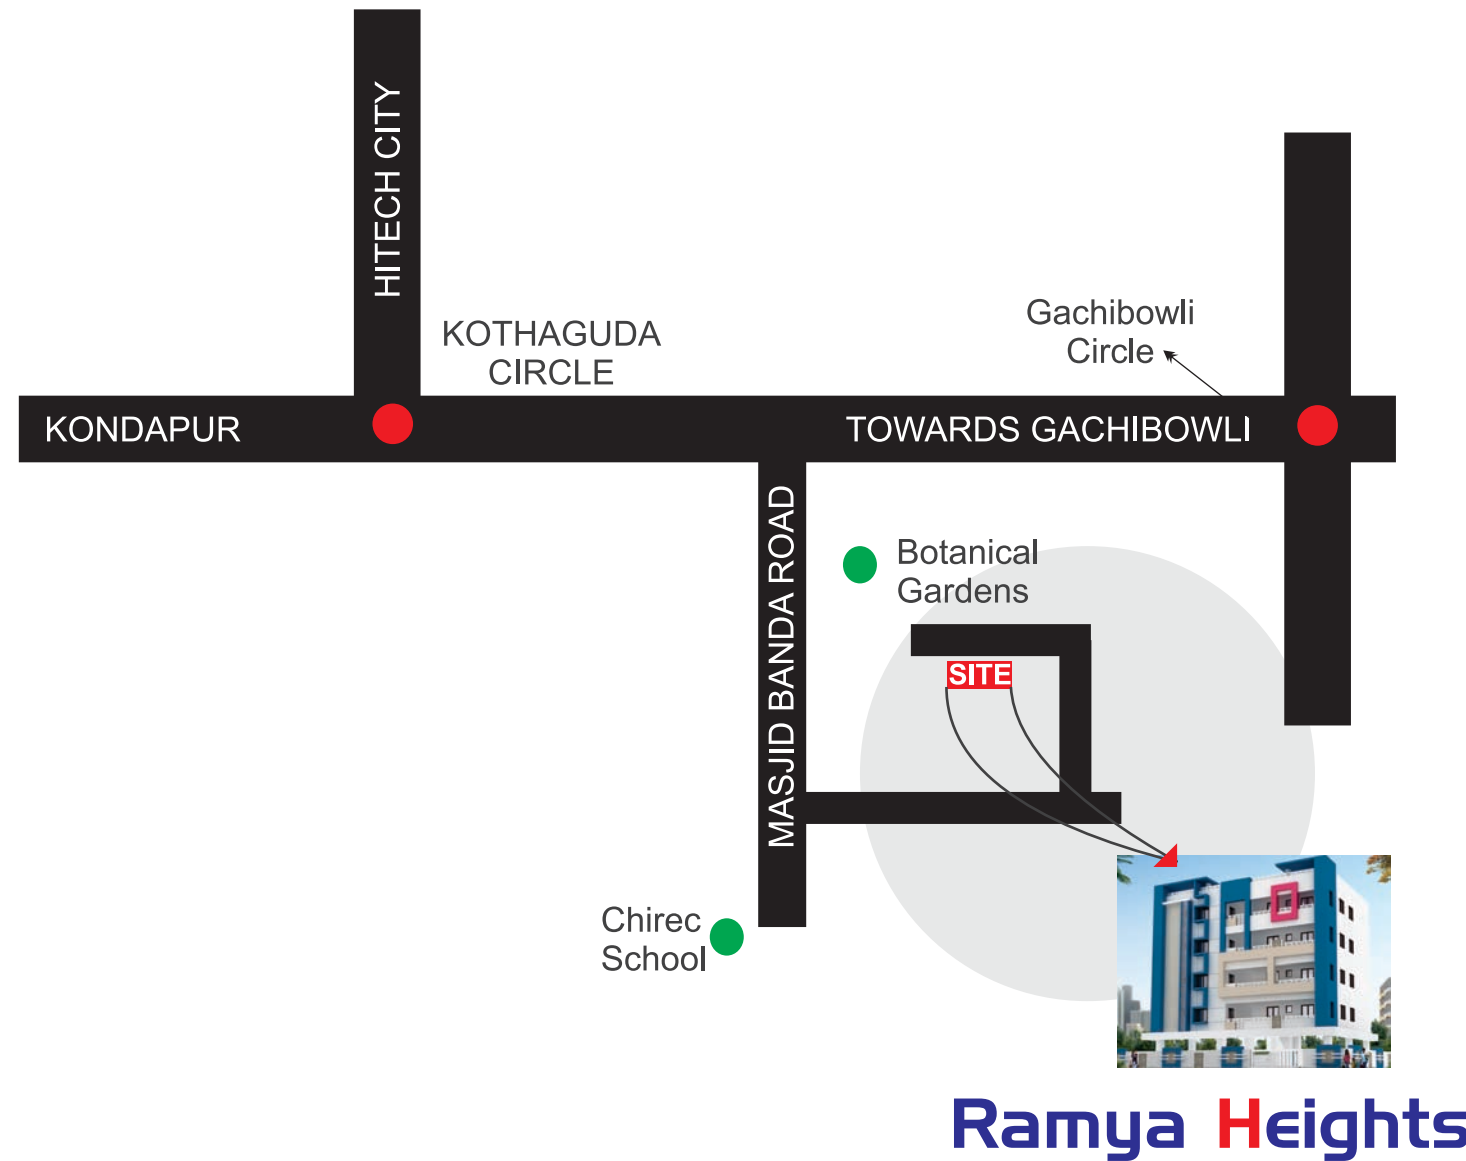 HITECH CITY
KOTHAGUDA
CIRCLE
Gachibowli
Circle
KONDAPUR
TOWARDS GACHIBOWLI
MASJID BANDA ROAD
Botanical
Gardens
SITE
Chirec
School
Ramya Heights